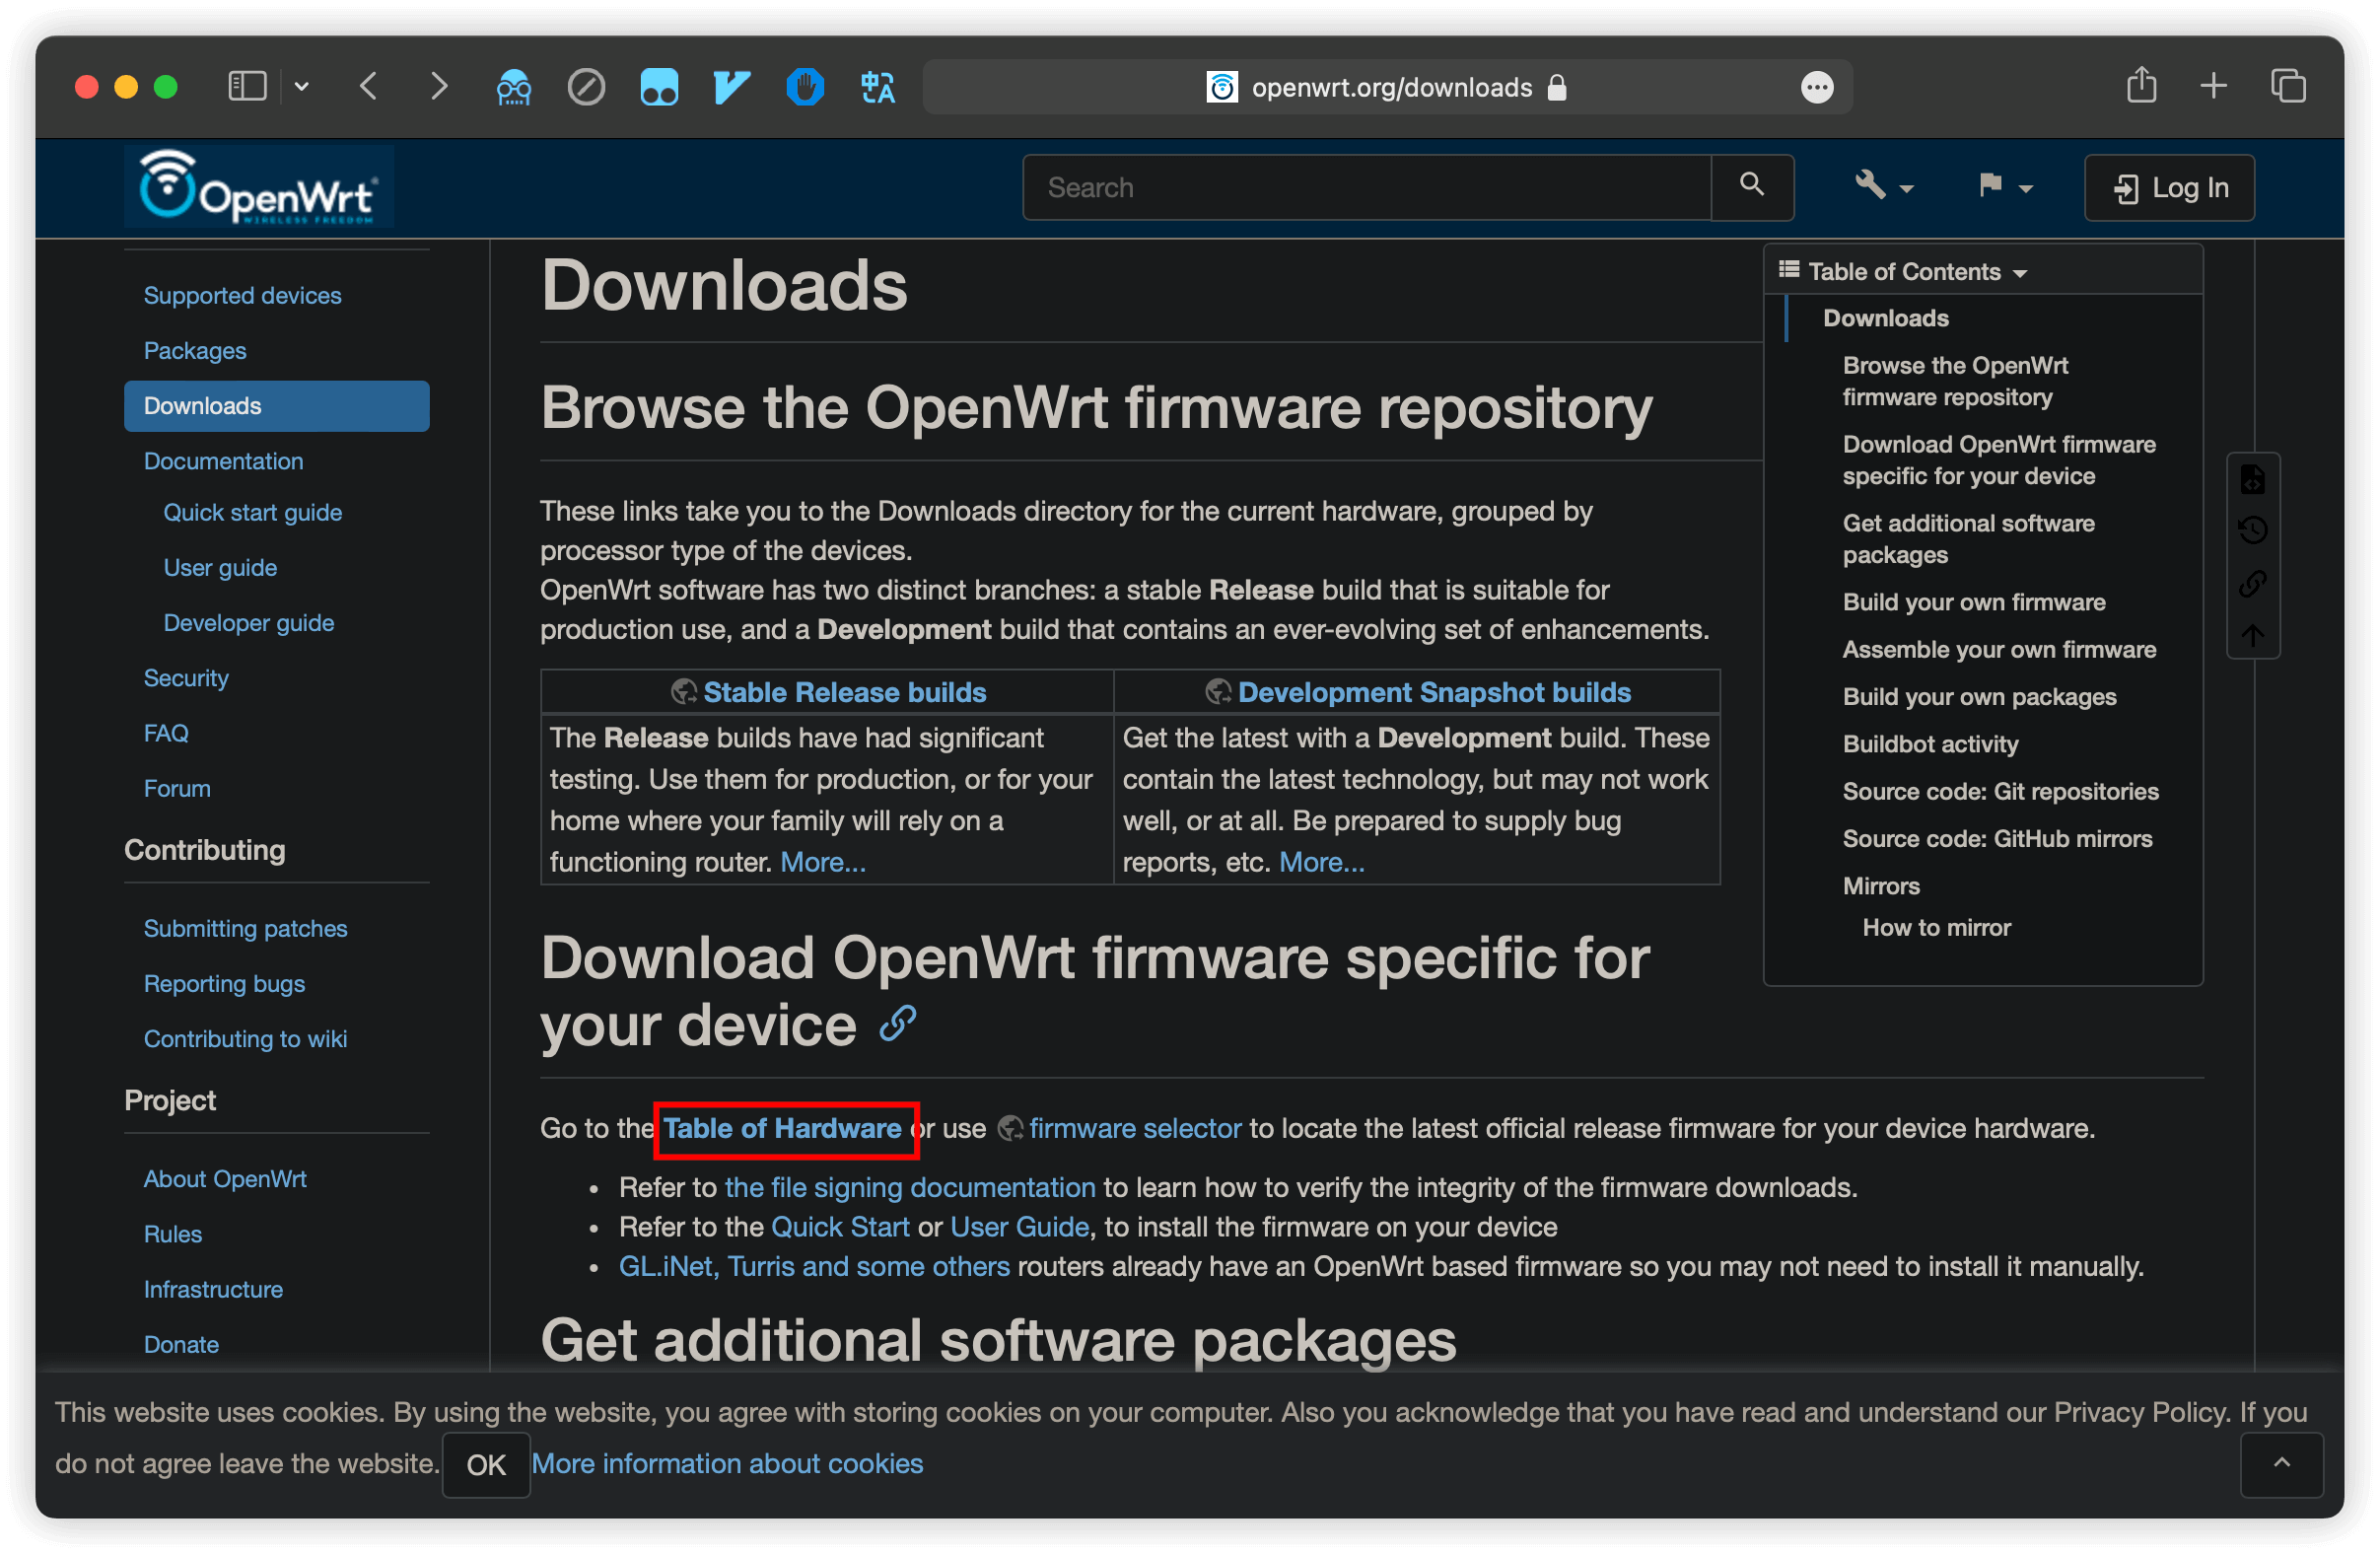 openwrt.org/downloads
OpenWrt®
WIRELESS FREEDOM
Search
Log In
Supported devices
Packages
Downloads
Documentation
Quick start guide
User guide
Developer guide
Security
FAQ
Forum
Contributing
Submitting patches
Reporting bugs
Contributing to wiki
Project
About OpenWrt
Rules
Infrastructure
Donate
Downloads
Browse the OpenWrt firmware repository
These links take you to the Downloads directory for the current hardware, grouped by
processor type of the devices.
OpenWrt software has two distinct branches: a stable Release build that is suitable for
production use, and a Development build that contains an ever-evolving set of enhancements.
Stable Release builds
The Release builds have had significant
testing. Use them for production, or for your
home where your family will rely on a
functioning router. More...
Development Snapshot builds
Get the latest with a Development build. These
contain the latest technology, but may not work
well, or at all. Be prepared to supply bug
reports, etc. More...
Download OpenWrt firmware specific for
your device
Go to the Table of Hardware or use firmware selector to locate the latest official release firmware for your device hardware.
• Refer to the file signing documentation to learn how to verify the integrity of the firmware downloads.
• Refer to the Quick Start or User Guide, to install the firmware on your device
• GL.iNet, Turris and some others routers already have an OpenWrt based firmware so you may not need to install it manually.
Get additional software packages
Table of Contents
Downloads
Browse the OpenWrt
firmware repository
Download OpenWrt firmware
specific for your device
Get additional software
packages
Build your own firmware
Assemble your own firmware
Build your own packages
Buildbot activity
Source code: Git repositories
Source code: GitHub mirrors
Mirrors
How to mirror
This website uses cookies. By using the website, you agree with storing cookies on your computer. Also you acknowledge that you have read and understand our Privacy Policy. If you
do not agree leave the website. OK More information about cookies